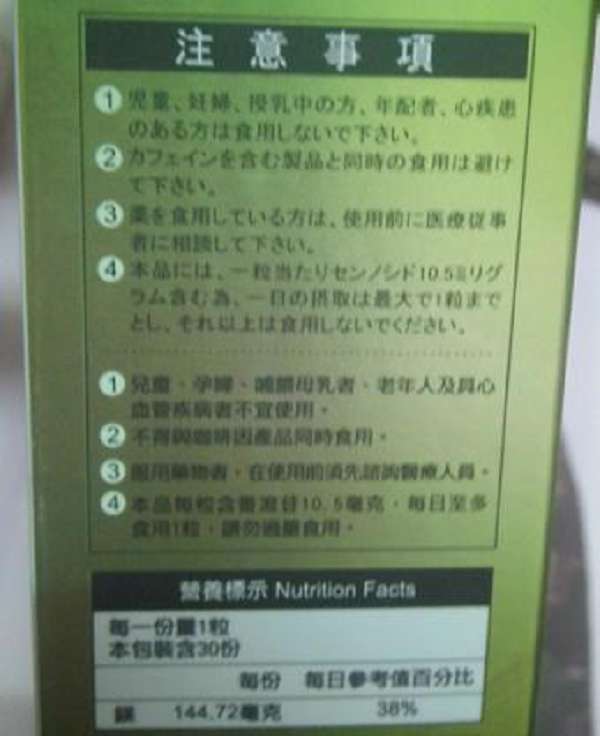 注意事項
① 児童、妊婦、授乳中の方、年配者、心疾患
のある方は食用しないで下さい。
② カフェインを含む製品と同時の食用は避け
て下さい。
③ 薬を食用している方は、使用前に医療従事
者に相談して下さい。
④ 本品には、一粒当たりセンノシド10.5ミリグ
ラム含む為、一日の摂取は最大で1粒まで
とし、それ以上は食用しないでください。
① 兒童、孕婦、哺餵母乳者、老年人及具心
血管疾病者不宜使用。
② 不得與咖啡因產品同時食用。
③ 服用藥物者,在使用前須先諮詢醫療人員。
④ 本品每粒含番瀉苷10.5毫克,每日至多
食用1粒,請勿過量食用。
營養標示 Nutrition Facts
每一份量1粒
本包裝含30份
每份 每日參考值百分比
鎂 144.72毫克 38%